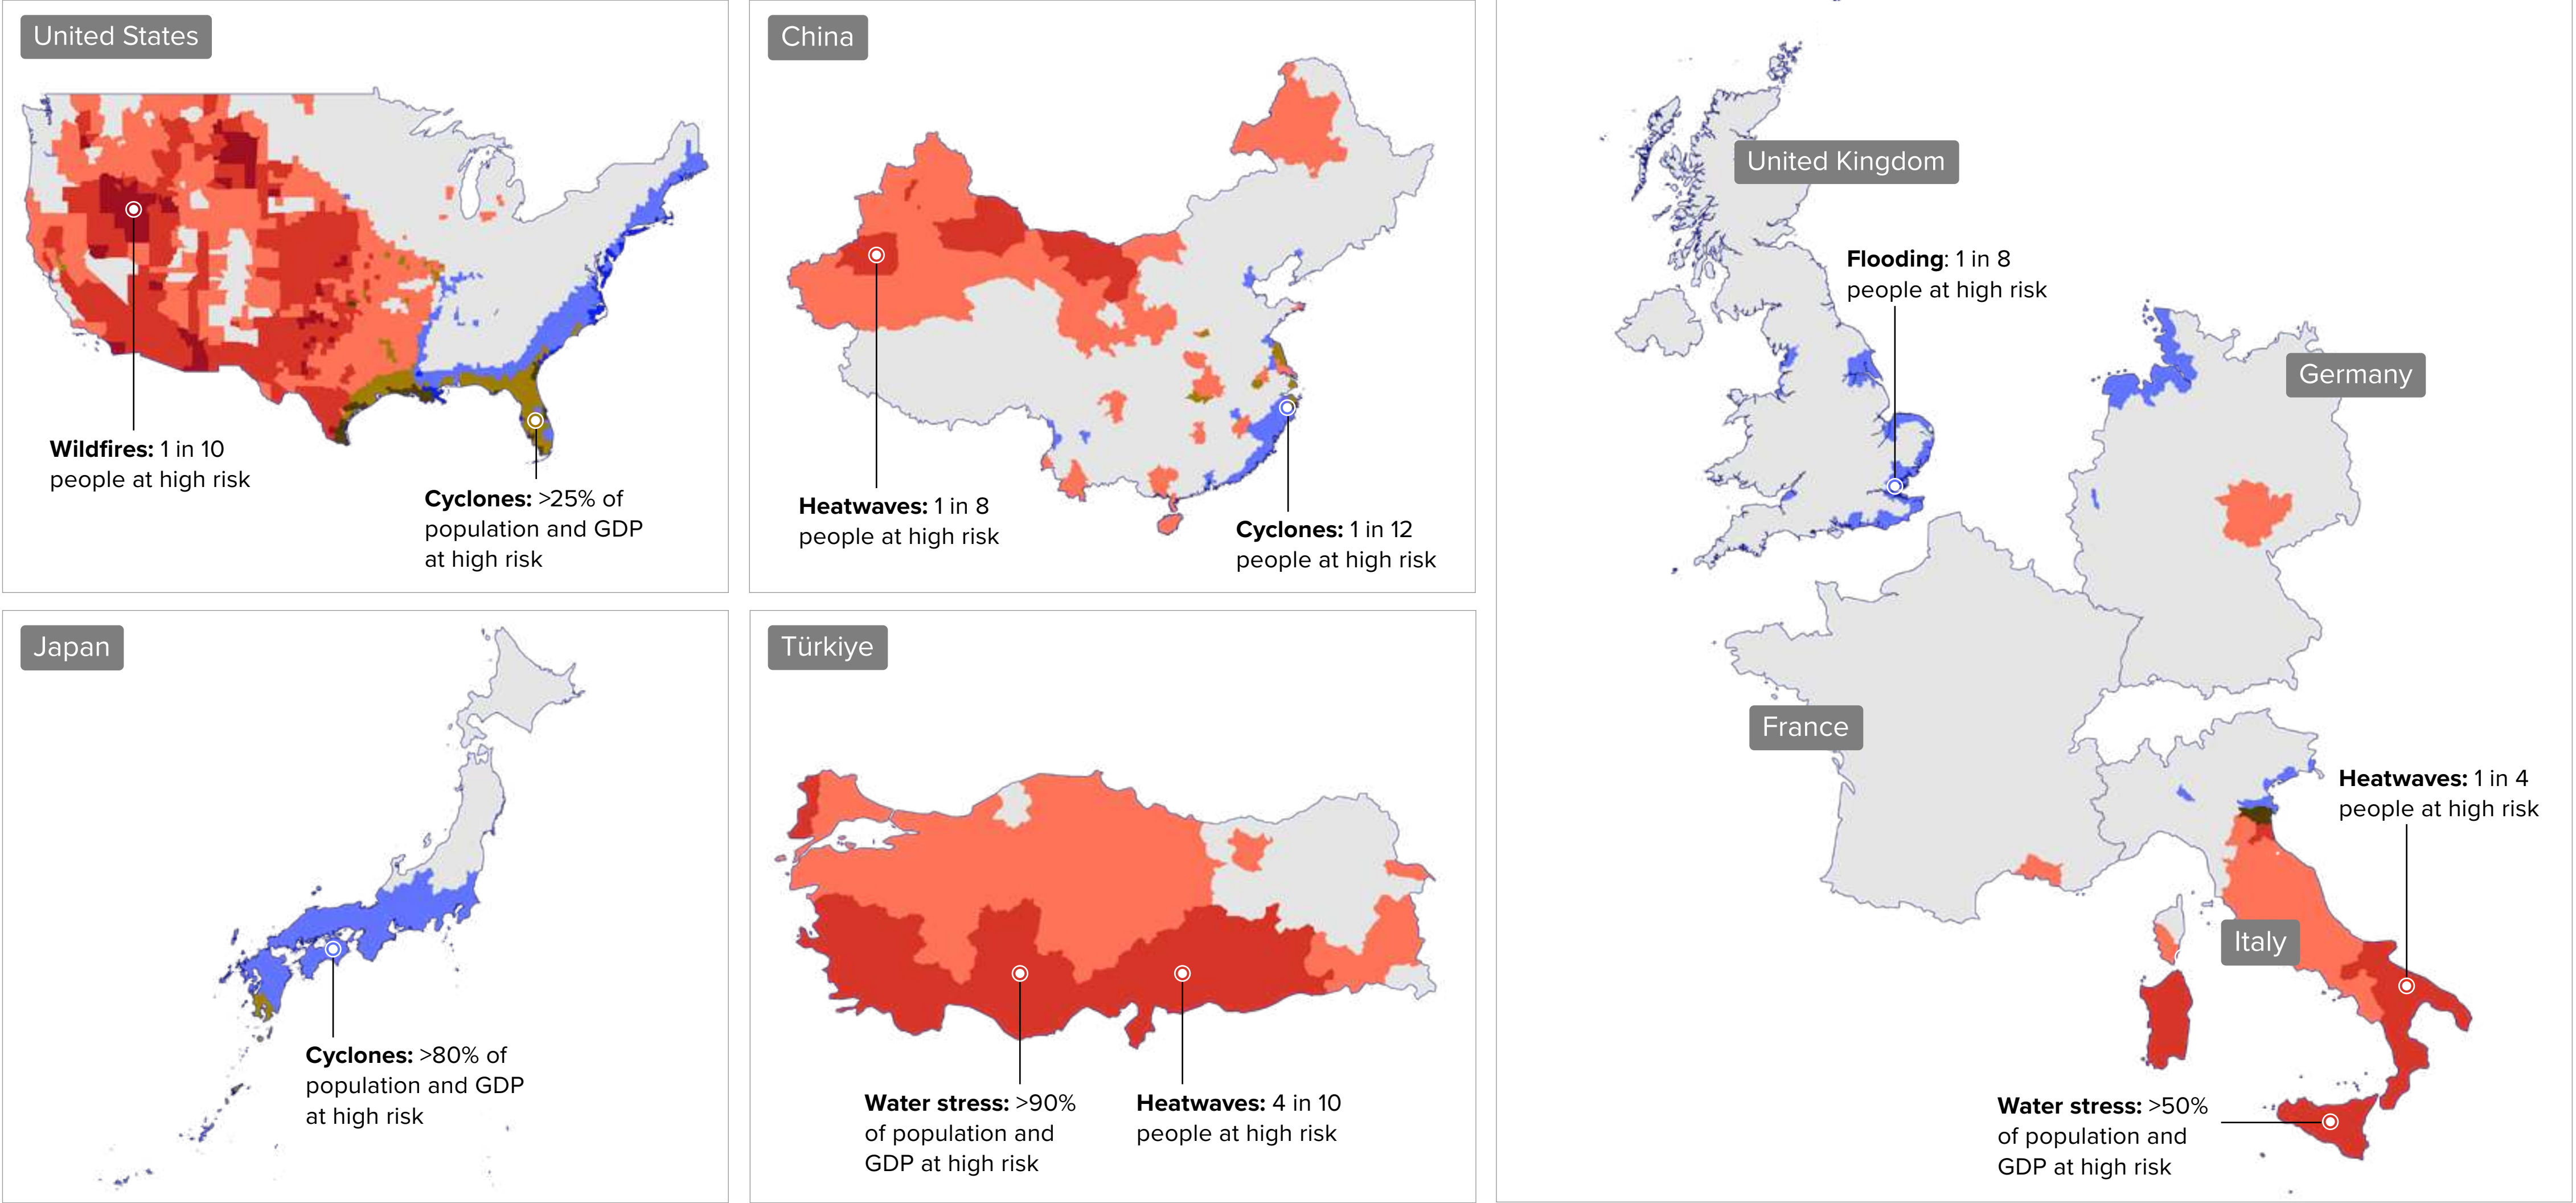 United States
Wildfires: 1 in 10
people at high risk
Cyclones: >25% of
population and GDP
at high risk
China
Heatwaves: 1 in 8
people at high risk
Cyclones: 1 in 12
people at high risk
Japan
Cyclones: >80% of
population and GDP
at high risk
Türkiye
Water stress: >90%
of population and
GDP at high risk
Heatwaves: 4 in 10
people at high risk
United Kingdom
Flooding: 1 in 8
people at high risk
Germany
France
Heatwaves: 1 in 4
people at high risk
Italy
Water stress: >50%
of population and
GDP at high risk